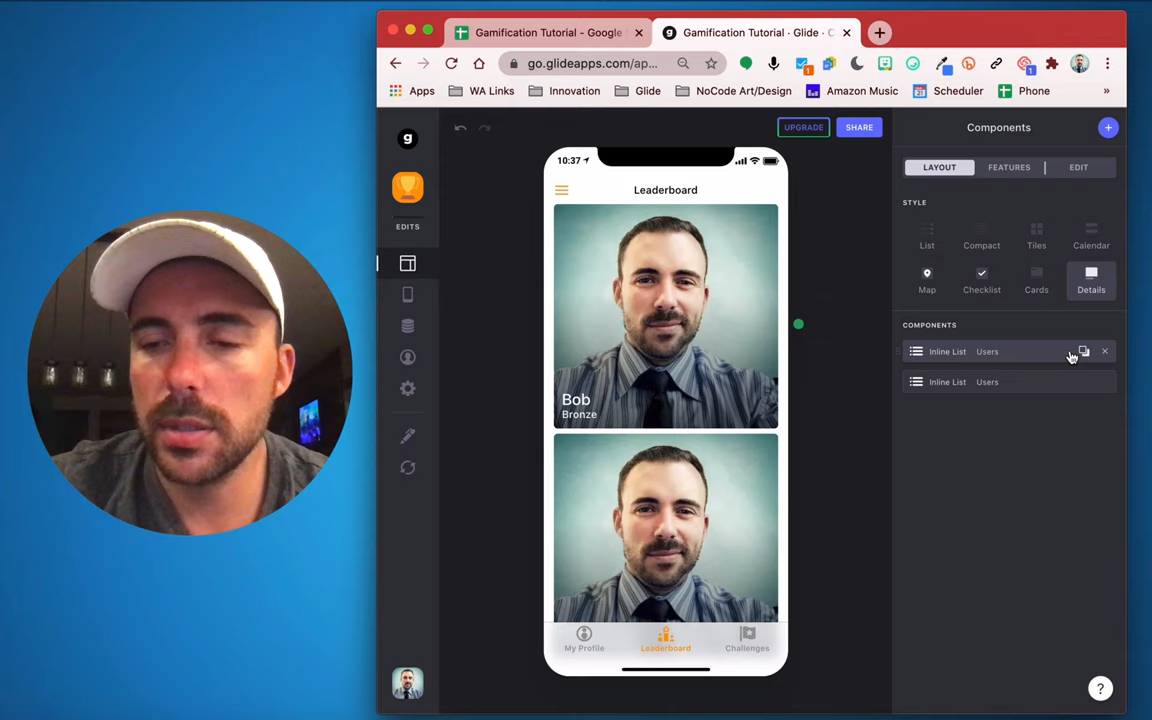 Gamification Tutorial - Google
Gamification Tutorial · Glide · C
go.glideapps.com/ap...
1
1
Apps
WA Links
Innovation
Glide
NoCode Art/Design
Amazon Music
Scheduler
Phone
»
g
UPGRADE
SHARE
Components
EDITS
10:37
Leaderboard
Bob
Bronze
My Profile
Leaderboard
Challenges
LAYOUT
FEATURES
EDIT
STYLE
List
Compact
Tiles
Calendar
Map
Checklist
Cards
Details
COMPONENTS
Inline List Users
Inline List Users
?